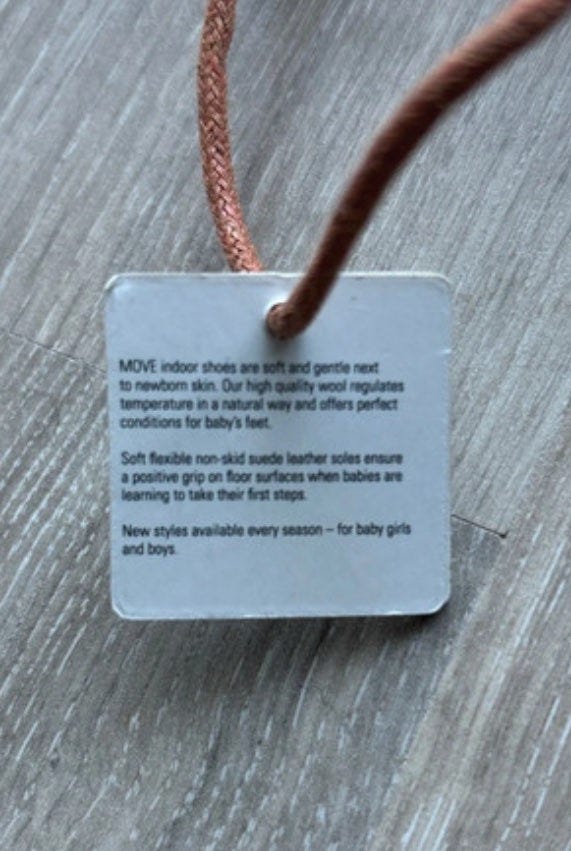 MOVE indoor shoes are soft and gentle next
to newborn skin. Our high quality wool regulates
temperature in a natural way and offers perfect
conditions for baby's feet.
Soft flexible non-skid suede leather soles ensure
a positive grip on floor surfaces when babies are
learning to take their first steps.
New styles available every season – for baby girls
and boys.